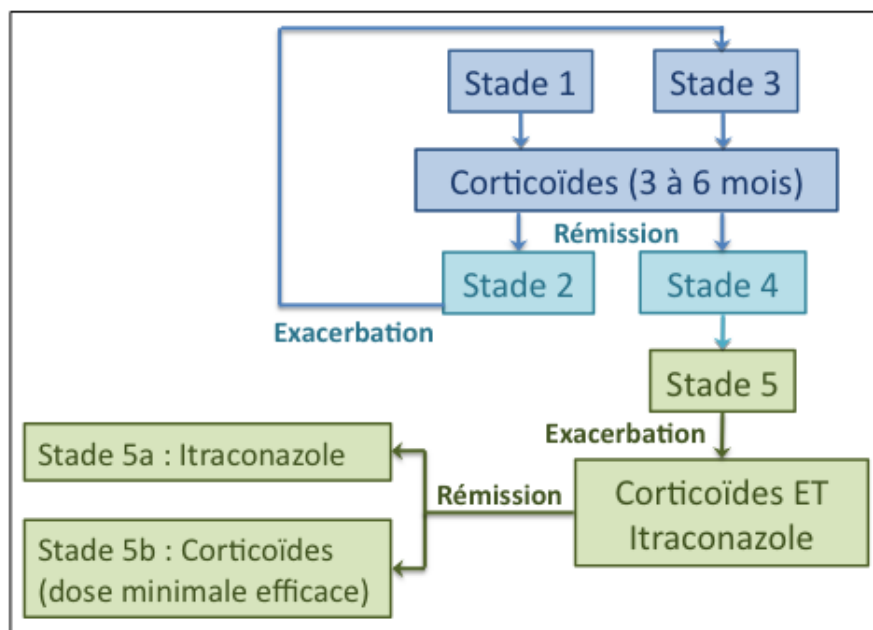 Stade 1
Stade 3
Corticoïdes (3 à 6 mois)
Rémission
Stade 2
Stade 4
Exacerbation
Stade 5
Exacerbation
Stade 5a : Itraconazole
Rémission
Corticoïdes ET
Itraconazole
Stade 5b : Corticoïdes
(dose minimale efficace)